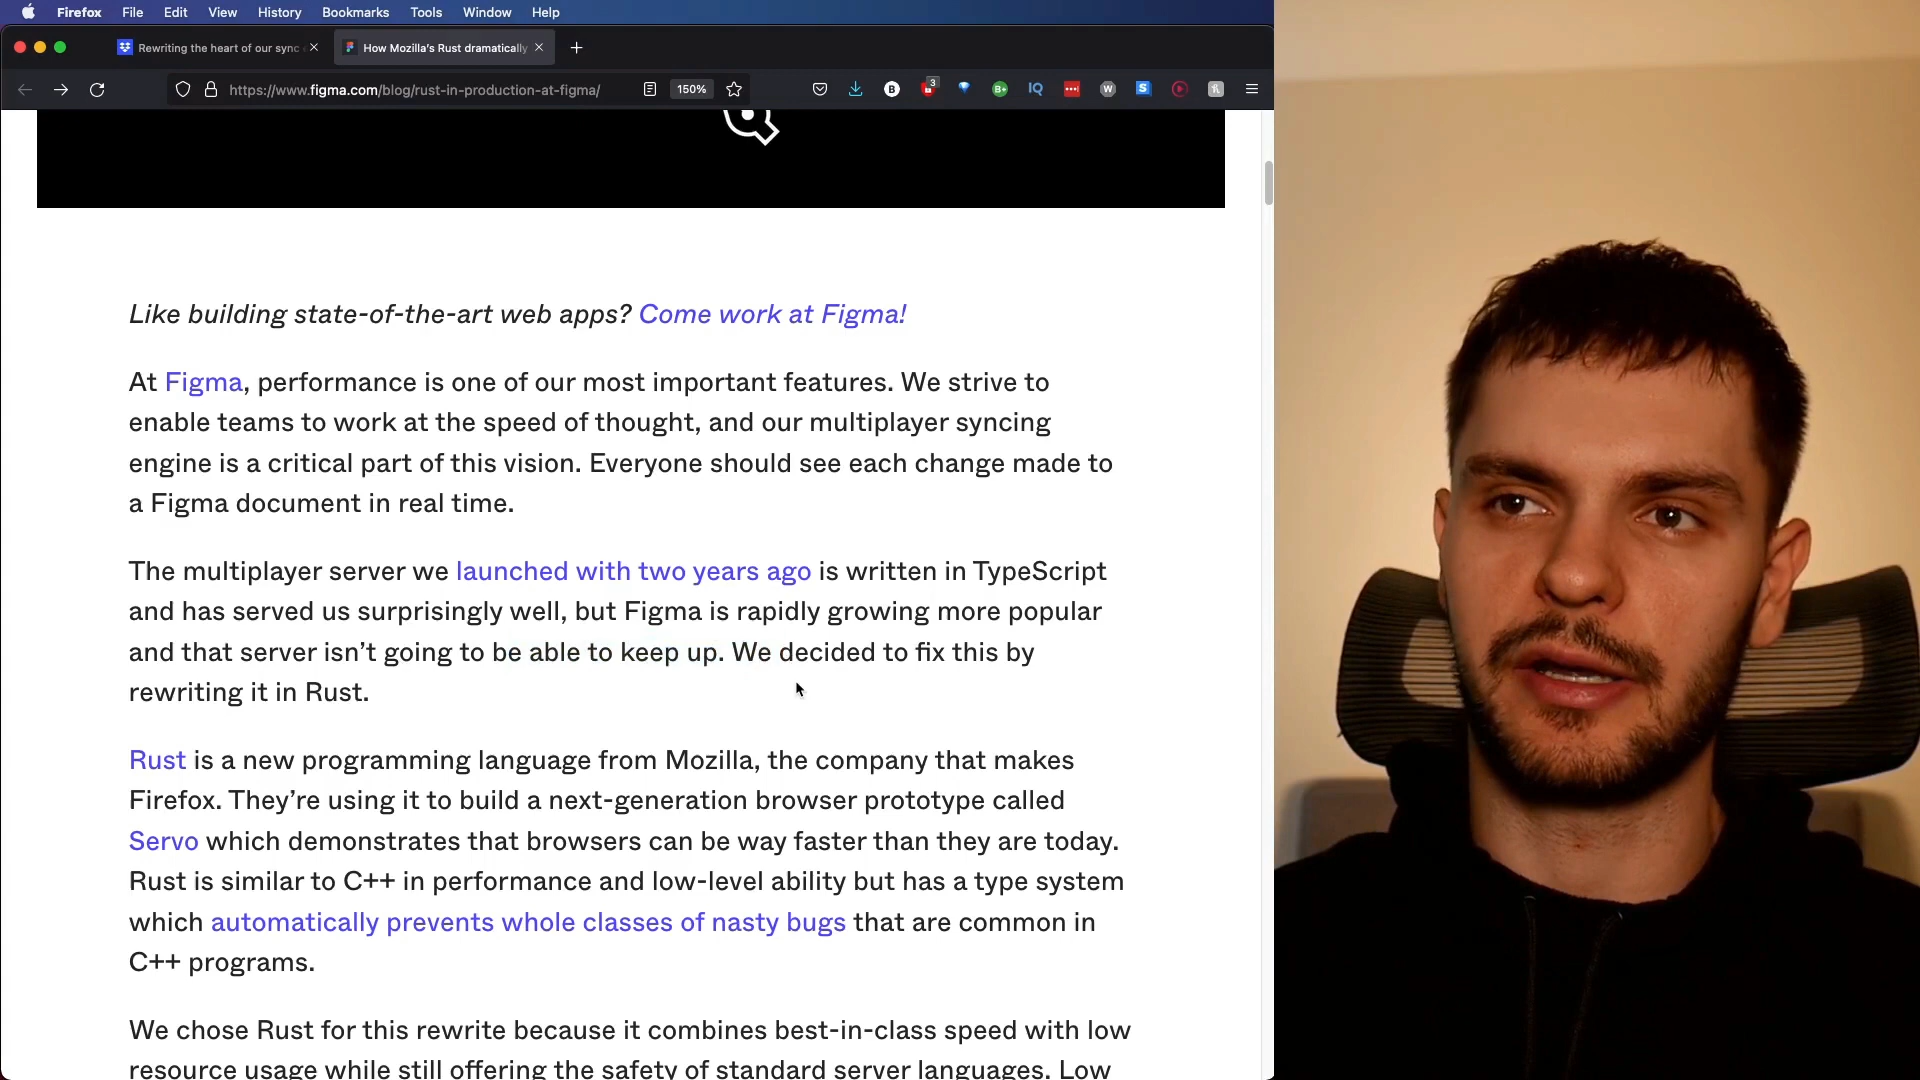 Firefox File Edit View History Bookmarks Tools Window Help
Rewriting the heart of our sync
How Mozilla's Rust dramatically
https://www.figma.com/blog/rust-in-production-at-figma/
150%
B
3
B+
IQ
W
S
Like building state-of-the-art web apps? Come work at Figma!
At Figma, performance is one of our most important features. We strive to
enable teams to work at the speed of thought, and our multiplayer syncing
engine is a critical part of this vision. Everyone should see each change made to
a Figma document in real time.
The multiplayer server we launched with two years ago is written in TypeScript
and has served us surprisingly well, but Figma is rapidly growing more popular
and that server isn't going to be able to keep up. We decided to fix this by
rewriting it in Rust.
Rust is a new programming language from Mozilla, the company that makes
Firefox. They're using it to build a next-generation browser prototype called
Servo which demonstrates that browsers can be way faster than they are today.
Rust is similar to C++ in performance and low-level ability but has a type system
which automatically prevents whole classes of nasty bugs that are common in
C++ programs.
We chose Rust for this rewrite because it combines best-in-class speed with low
resource usage while still offering the safety of standard server languages. Low